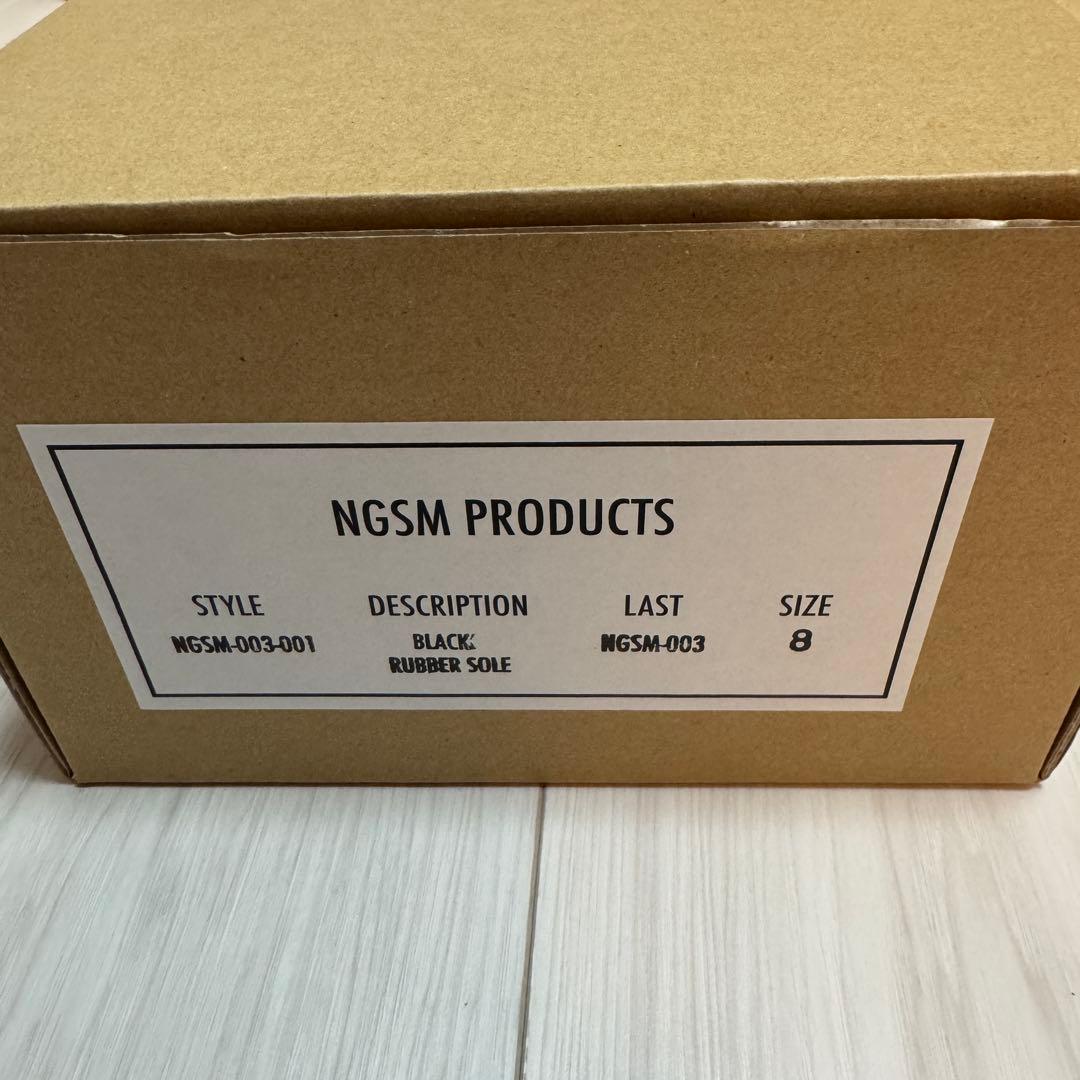 NGSM PRODUCTS
STYLE DESCRIPTION LAST SIZE
NGSM-003-001 BLACK NGSM-003 8
RUBBER SOLE